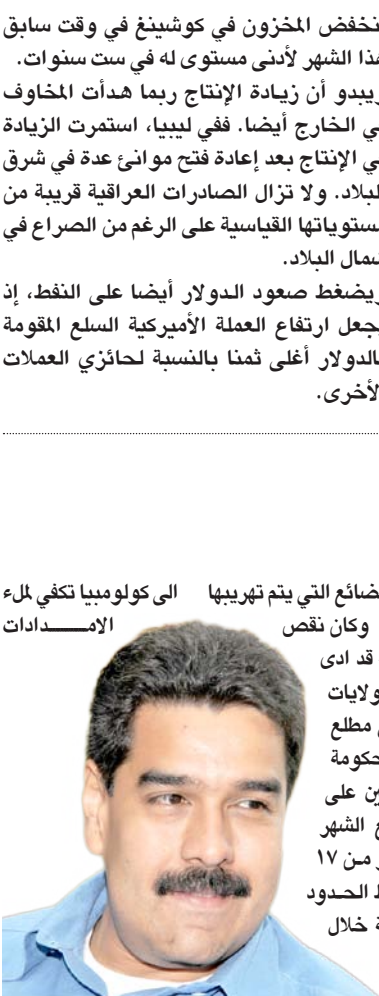 انخفض المخزون في كوشينغ في وقت سابق
هذا الشهر لأدنى مستوى له في ست سنوات.
ويبدو أن زيادة الإنتاج ربما هدأت المخاوف
في الخارج أيضا. ففي ليبيا، استمرت الزيادة
في الإنتاج بعد إعادة فتح موانئ عدة في شرق
البلاد. ولا تزال الصادرات العراقية قريبة من
مستوياتها القياسية على الرغم من الصراع في
شمال البلاد.
ويضغط صعود الدولار أيضا على النفط، إذ
يجعل ارتفاع العملة الأميركية السلع المقومة
بالدولار أغلى ثمنا بالنسبة لحائزي العملات
الأخرى.
بضائع التي يتم تهريبها الى كولومبيا تكفي لملء
وكان نقص الامـــــدادات
قد ادى
ولايات
مطلع
حكومة
ين على
ع الشهر
ر من ١٧
ط الحدود
ة خلال